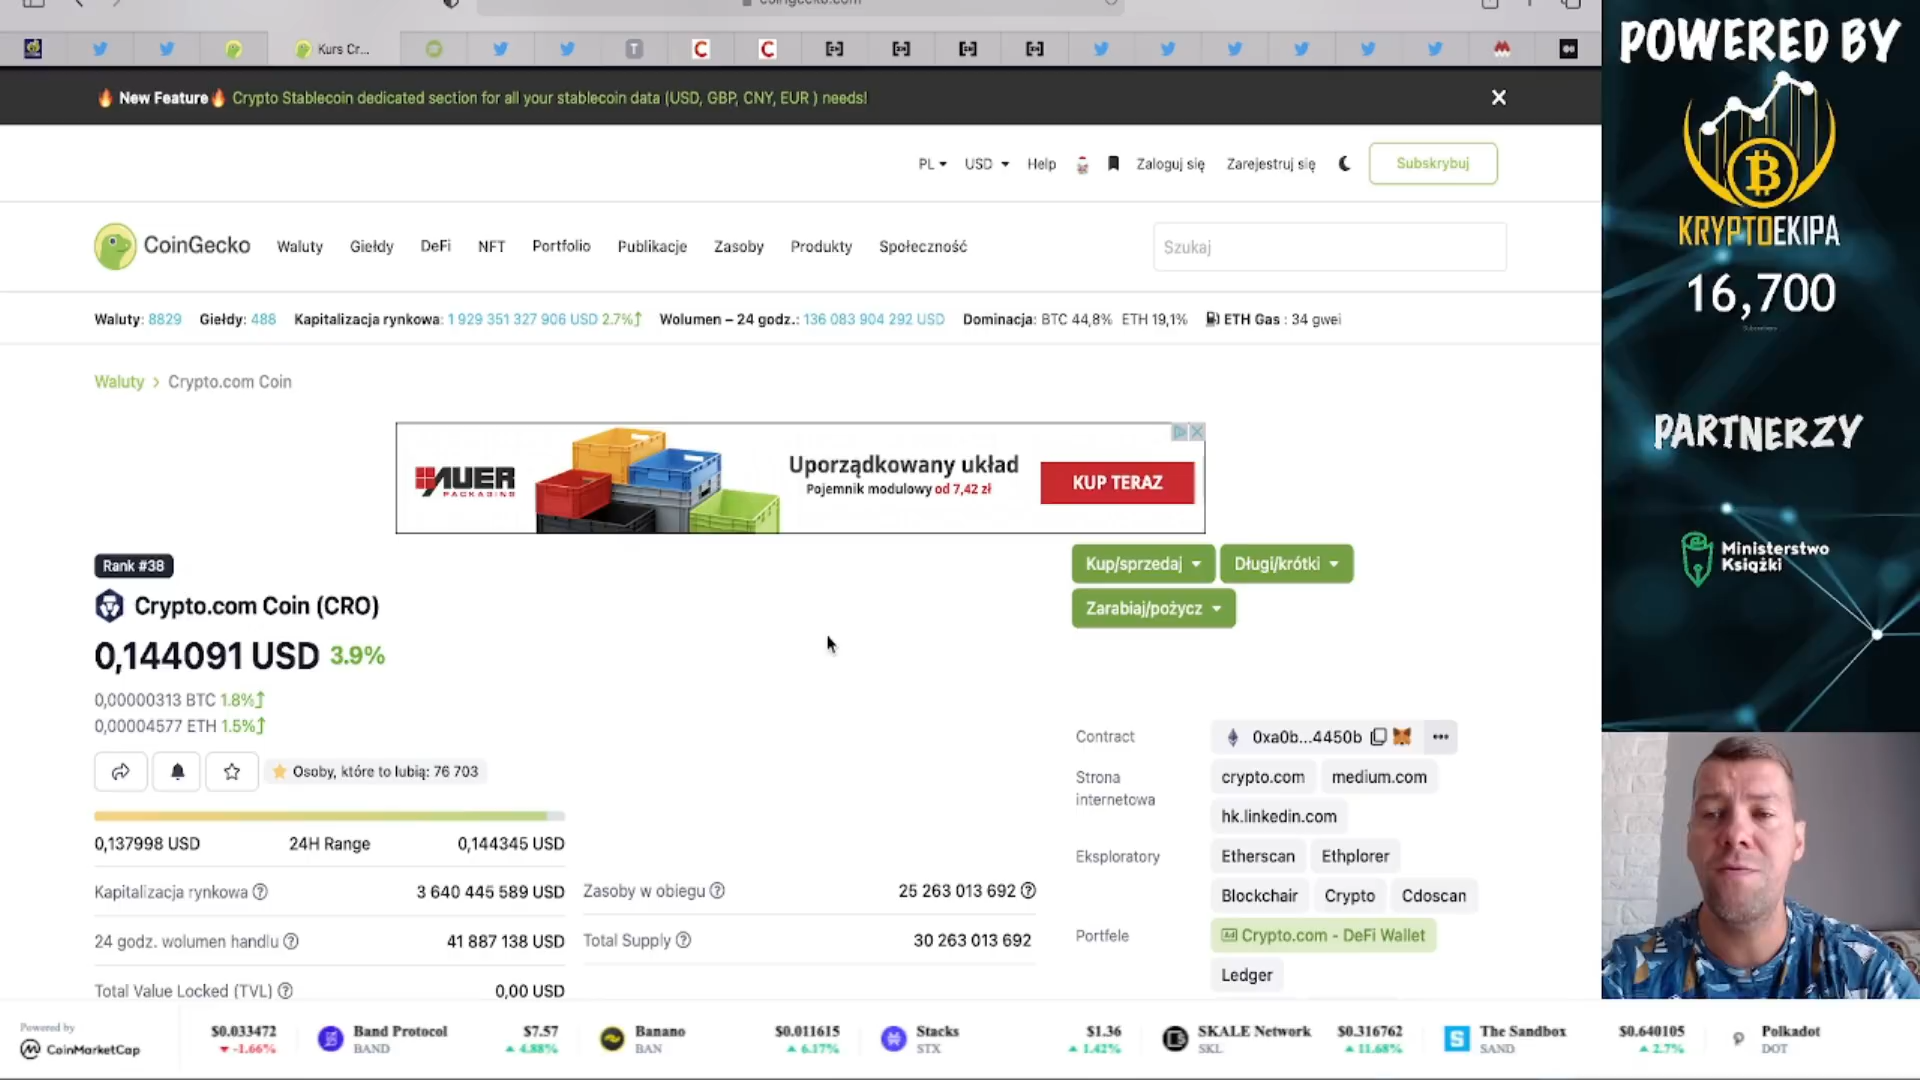 T
C
C
Kurs Cr...
🔥 New Feature🔥 Crypto Stablecoin dedicated section for all your stablecoin data (USD, GBP, CNY, EUR ) needs!
PL
USD
Help
Zaloguj się
Zarejestruj się
Subskrybuj
CoinGecko
Waluty
Giełdy
DeFi
NFT
Portfolio
Publikacje
Zasoby
Produkty
Społeczność
Szukaj
Waluty: 8829 Giełdy: 488 Kapitalizacja rynkowa: 1 929 351 327 906 USD 2.7% Wolumen – 24 godz.: 136 083 904 292 USD Dominacja: BTC 44,8% ETH 19,1% ETH Gas : 34 gwei
Waluty > Crypto.com Coin
AUER
PACKAGING
Uporządkowany układ
Pojemnik modulowy od 7,42 zł
KUP TERAZ
Rank #38
Crypto.com Coin (CRO)
0,144091 USD 3.9%
0,00000313 BTC 1.8%
0,00004577 ETH 1.5%
Osoby, które to lubią: 76 703
0,137998 USD 24H Range 0,144345 USD
Kapitalizacja rynkowa 3 640 445 589 USD
24 godz. wolumen handlu 41 887 138 USD
Total Value Locked (TVL) 0,00 USD
Zasoby w obiegu 25 263 013 692
Total Supply 30 263 013 692
Kup/sprzedaj
Długi/krótki
Zarabiaj/pożycz
Contract 0xa0b...4450b •••
Strona internetowa
crypto.com medium.com
hk.linkedin.com
Eksploratory Etherscan Ethplorer
Blockchair Crypto Cdoscan
Portfele Crypto.com - DeFi Wallet
Ledger
POWERED BY
KRYPTOEKIPA
16,700
PARTNERZY
Ministerstwo
Książki
Powered by
CoinMarketCap
$0.033472
-1.66%
Band Protocol $7.57
BAND 4.88%
Banano $0.011615
BAN 6.17%
Stacks $1.36
STX 1.42%
SKALE Network $0.316762
SKL 11.68%
The Sandbox $0.640105
SAND 2.7%
Polkadot
DOT